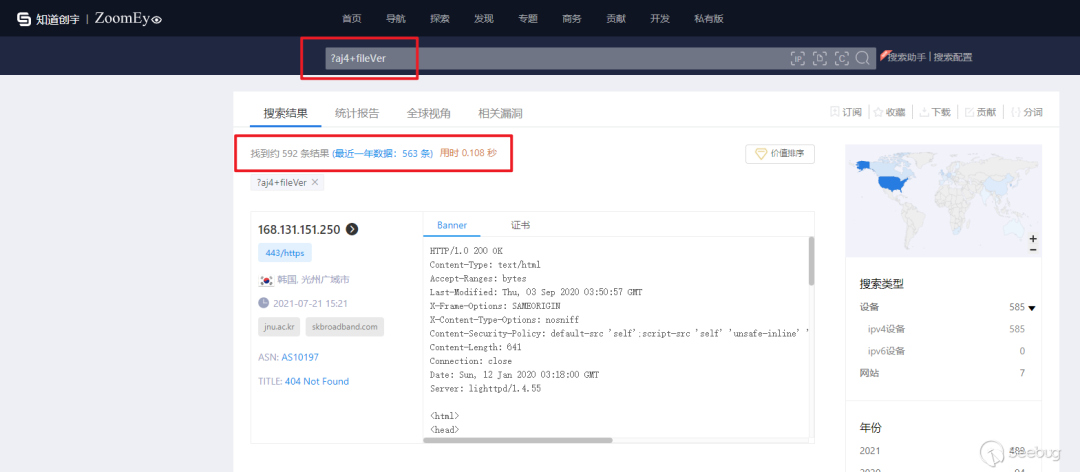 知道创宇 | ZoomEye
首页 导航 探索 发现 专题 商务 贡献 开发 私有版
?aj4+fileVer
搜索助手 | 搜索配置
搜索结果 统计报告 全球视角 相关漏洞
订阅 收藏 下载 贡献 分词
找到约 592 条结果 (最近一年数据：563 条) 用时 0.108 秒
价值排序
?aj4+fileVer ×
168.131.151.250
443/https
韩国, 光州广域市
2021-07-21 15:21
jnu.ac.kr skbroadband.com
ASN: AS10197
TITLE: 404 Not Found
Banner 证书
HTTP/1.0 200 OK
Content-Type: text/html
Accept-Ranges: bytes
Last-Modified: Thu, 03 Sep 2020 03:50:57 GMT
X-Frame-Options: SAMEORIGIN
X-Content-Type-Options: nosniff
Content-Security-Policy: default-src 'self';script-src 'self' 'unsafe-inline' '
Content-Length: 641
Connection: close
Date: Sun, 12 Jan 2020 03:18:00 GMT
Server: lighttpd/1.4.55
<html>
<head>
+
−
搜索类型
设备 585
ipv4设备 585
ipv6设备 0
网站 7
年份
2021 489
2020 94
seebug